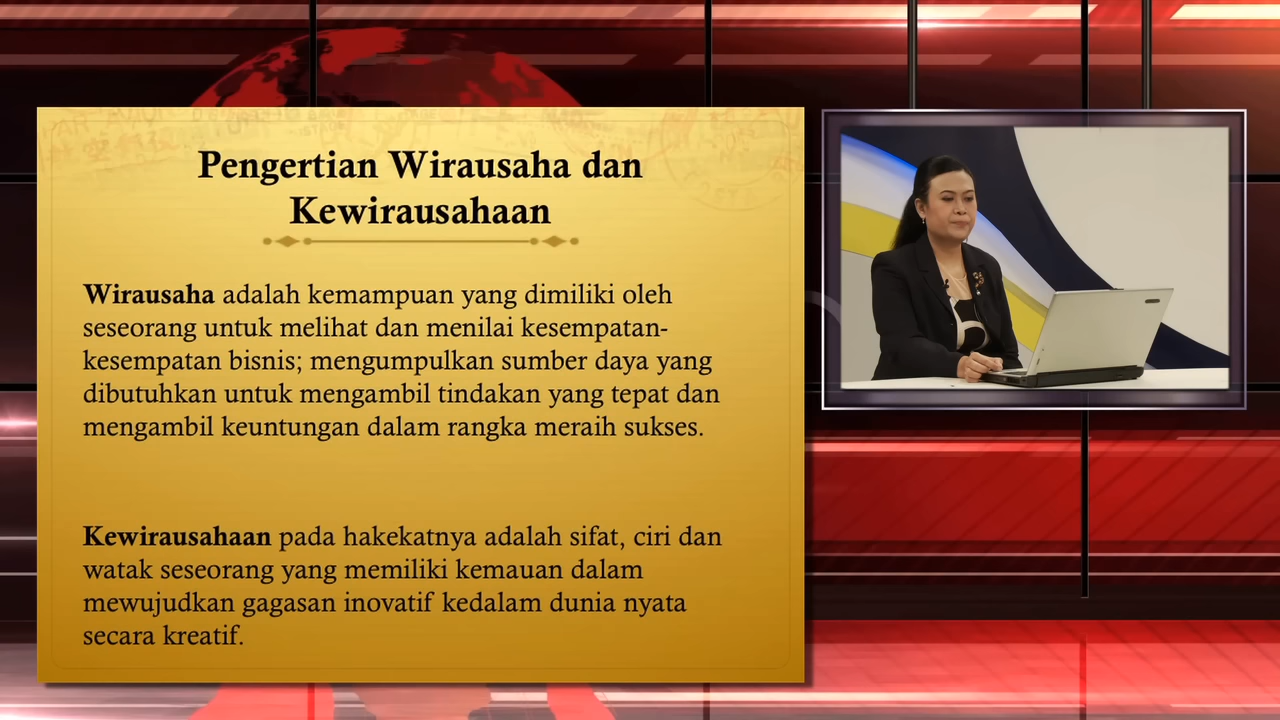 Pengertian Wirausaha dan
Kewirausahaan
Wirausaha adalah kemampuan yang dimiliki oleh
seseorang untuk melihat dan menilai kesempatan-
kesempatan bisnis; mengumpulkan sumber daya yang
dibutuhkan untuk mengambil tindakan yang tepat dan
mengambil keuntungan dalam rangka meraih sukses.
Kewirausahaan pada hakekatnya adalah sifat, ciri dan
watak seseorang yang memiliki kemauan dalam
mewujudkan gagasan inovatif kedalam dunia nyata
secara kreatif.